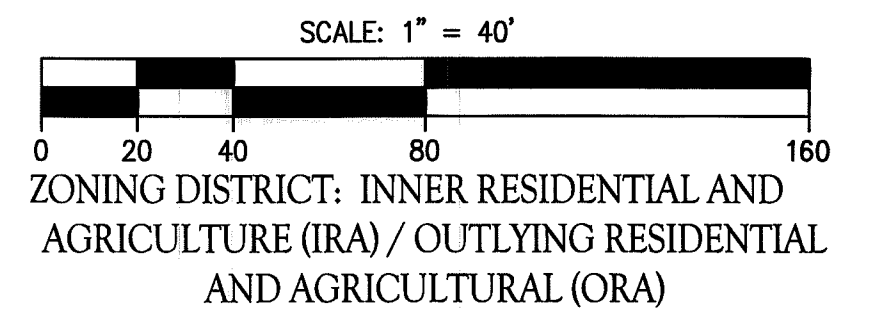 SCALE: 1" = 40'
0 20 40 80 160
ZONING DISTRICT: INNER RESIDENTIAL AND
AGRICULTURE (IRA) / OUTLYING RESIDENTIAL
AND AGRICULTURAL (ORA)